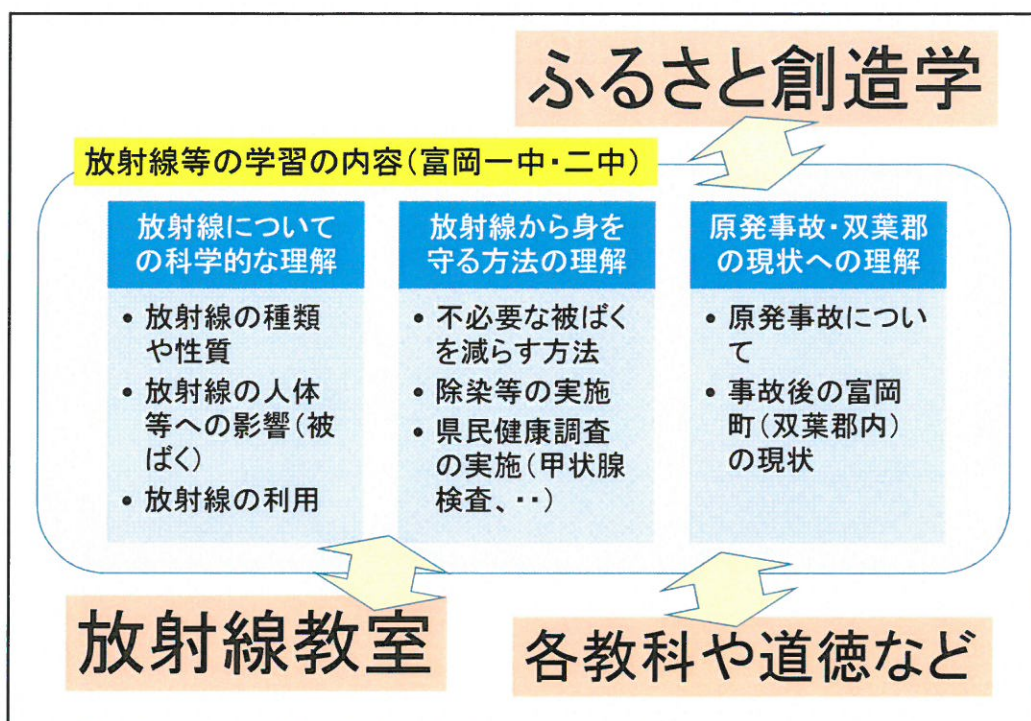 ふるさと創造学
放射線等の学習の内容(富岡一中・二中)
放射線について
の科学的な理解
• 放射線の種類
や性質
• 放射線の人体
等への影響(被
ばく)
• 放射線の利用
放射線から身を
守る方法の理解
• 不必要な被ばく
を減らす方法
• 除染等の実施
• 県民健康調査
の実施(甲状腺
検査、・・)
原発事故・双葉郡
の現状への理解
• 原発事故につい
て
• 事故後の富岡
町(双葉郡内)
の現状
放射線教室
各教科や道徳など